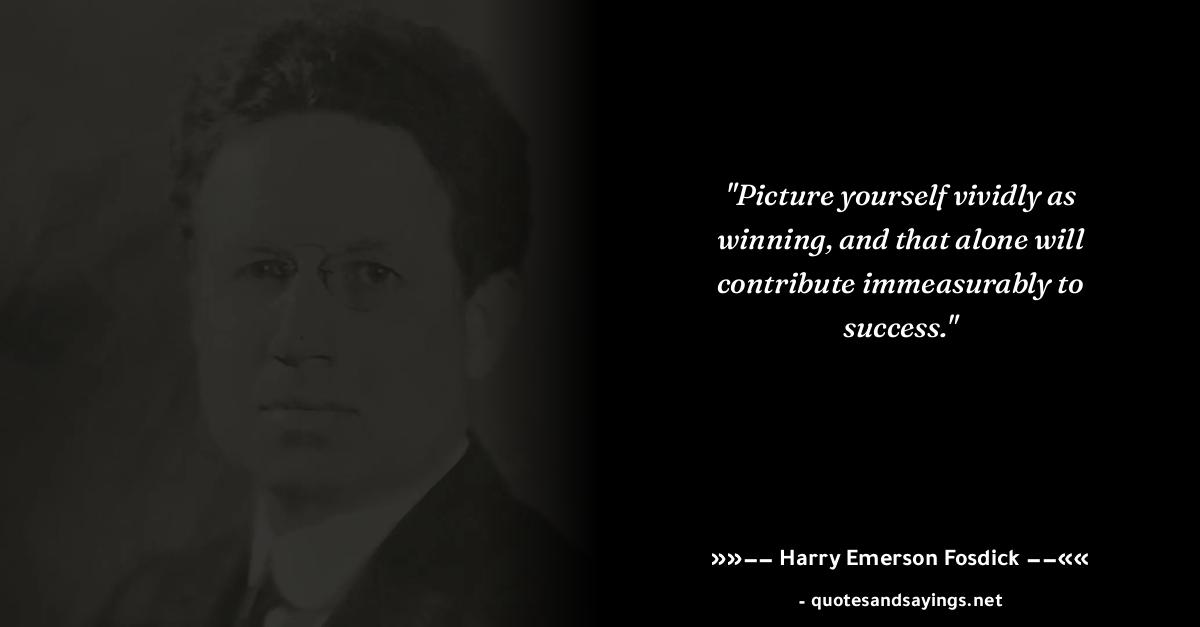 "Picture yourself vividly as
winning, and that alone will
contribute immeasurably to
success."
»»–– Harry Emerson Fosdick ––««
- quotesandsayings.net